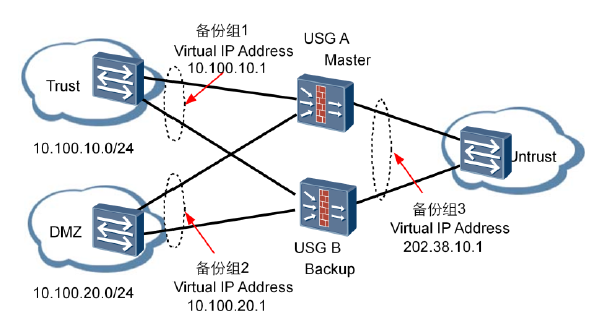 备份组1
Virtual IP Address
10.100.10.1
USG A
Master
Trust
10.100.10.0/24
Untrust
DMZ
10.100.20.0/24
备份组2
Virtual IP Address
10.100.20.1
USG B
Backup
备份组3
Virtual IP Address
202.38.10.1